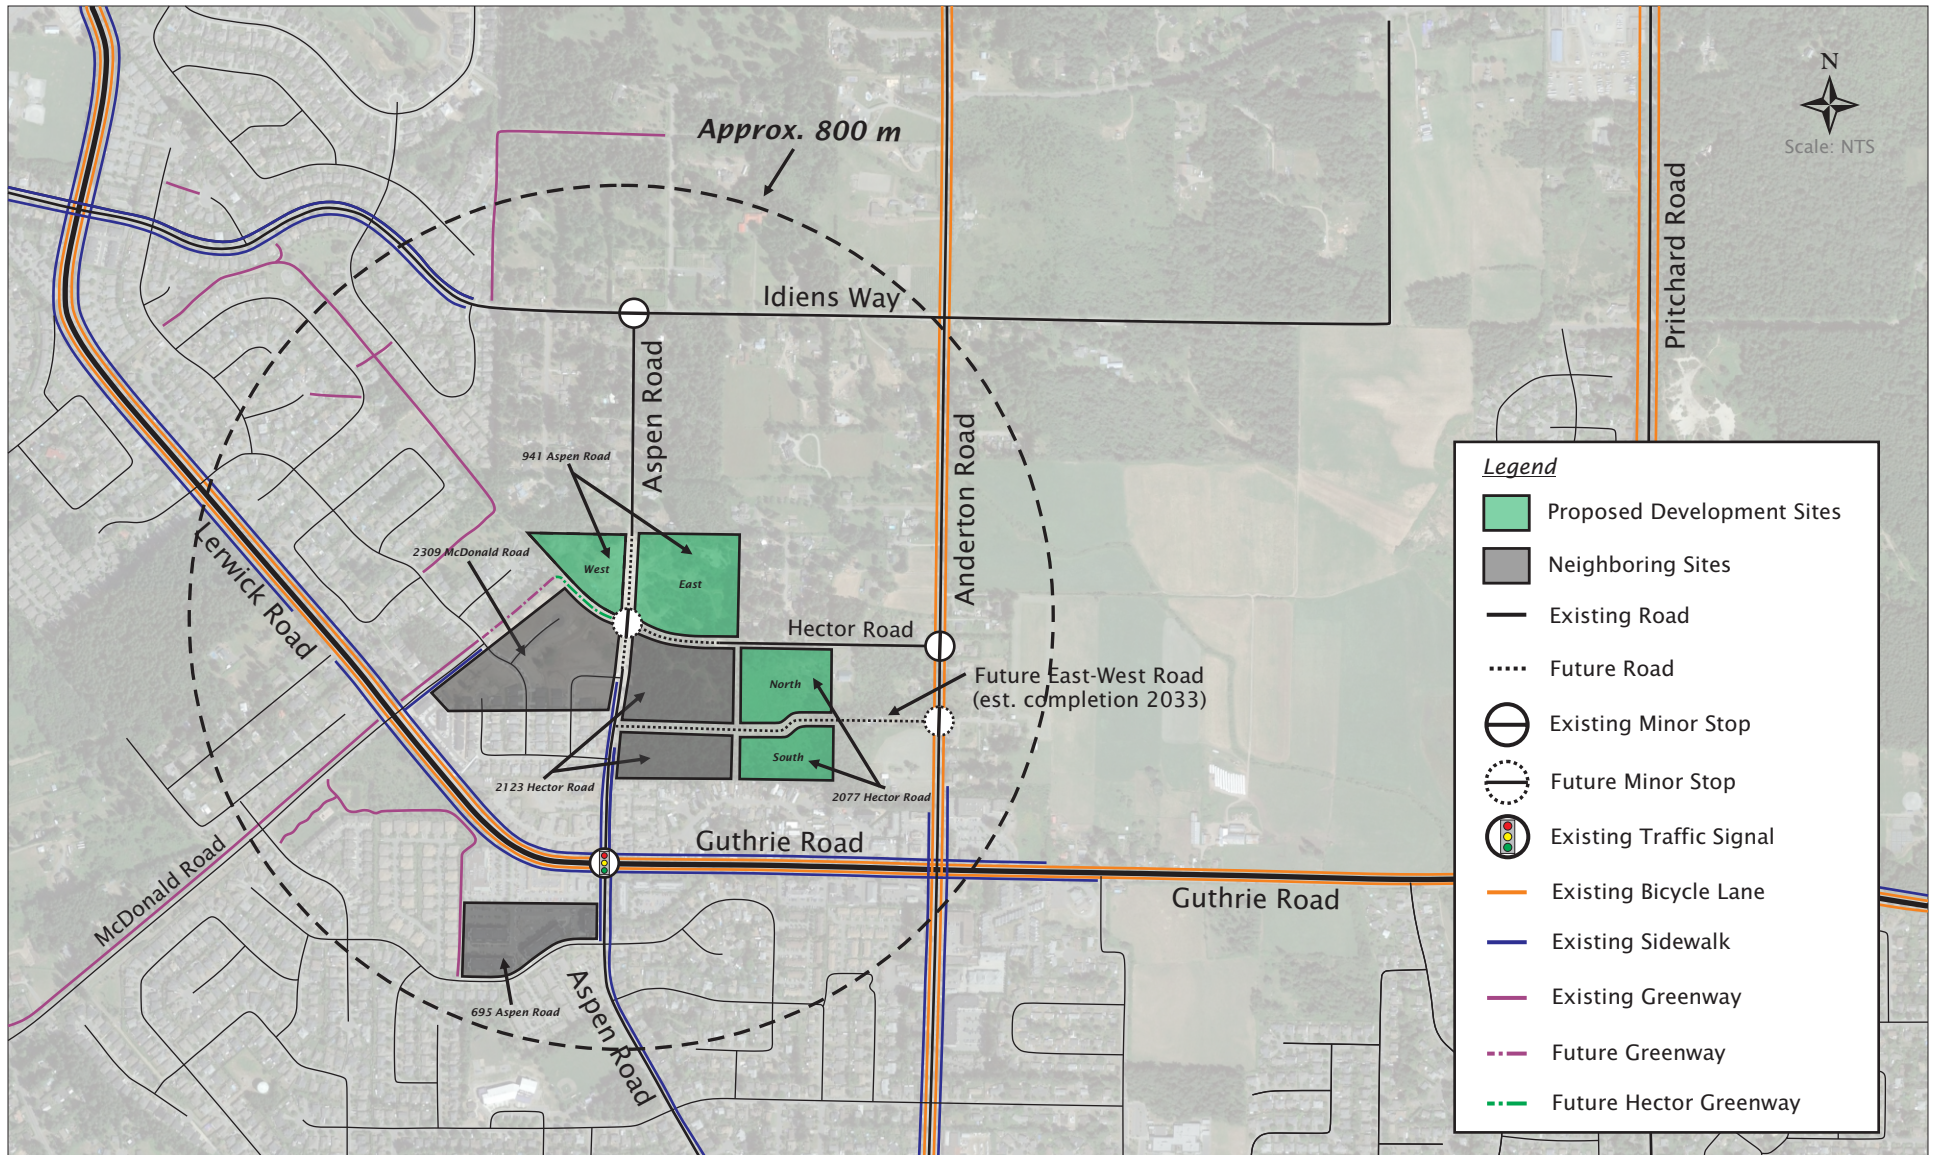 Approx. 800 m
N
Scale: NTS
Pritchard Road
Idiens Way
Aspen Road
Anderton Road
941 Aspen Road
2309 McDonald Road
Lerwick Road
West
East
Hector Road
North
Future East-West Road
(est. completion 2033)
South
2123 Hector Road
2077 Hector Road
Guthrie Road
Guthrie Road
McDonald Road
695 Aspen Road
Aspen Road
Legend
Proposed Development Sites
Neighboring Sites
Existing Road
Future Road
Existing Minor Stop
Future Minor Stop
Existing Traffic Signal
Existing Bicycle Lane
Existing Sidewalk
Existing Greenway
Future Greenway
Future Hector Greenway